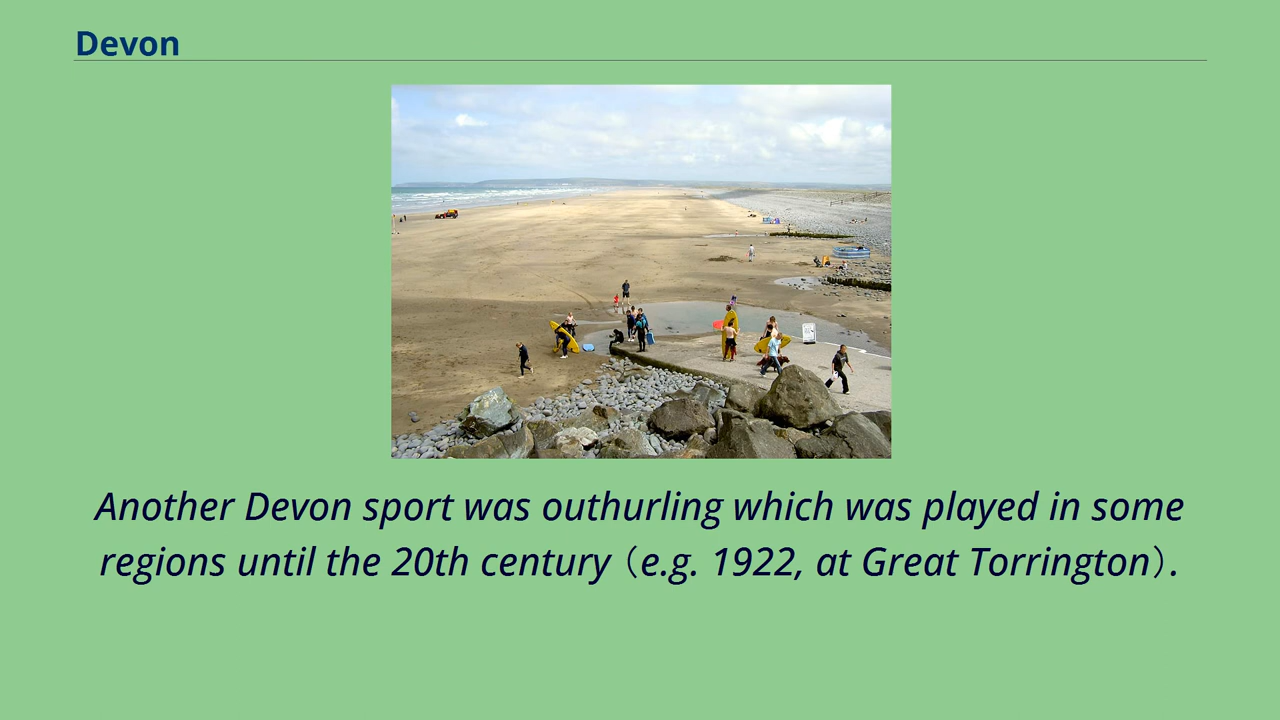 Devon
Another Devon sport was outhurling which was played in some
regions until the 20th century（e.g. 1922, at Great Torrington）.